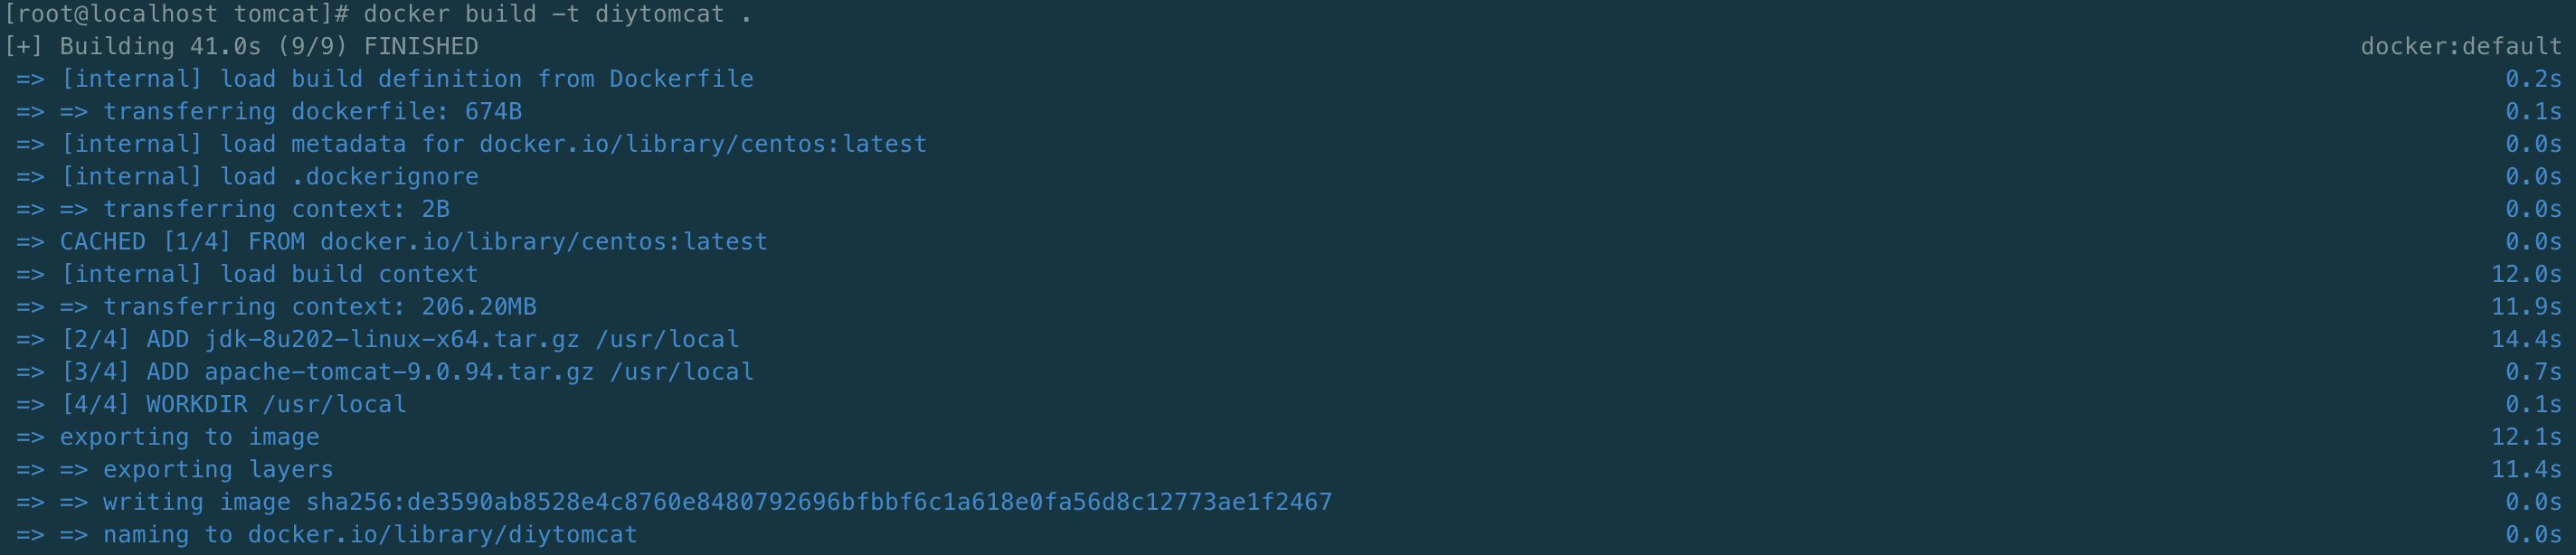 [root@localhost tomcat]# docker build -t diytomcat .
[+] Building 41.0s (9/9) FINISHED docker:default
=> [internal] load build definition from Dockerfile 0.2s
=> => transferring dockerfile: 674B 0.1s
=> [internal] load metadata for docker.io/library/centos:latest 0.0s
=> [internal] load .dockerignore 0.0s
=> => transferring context: 2B 0.0s
=> CACHED [1/4] FROM docker.io/library/centos:latest 0.0s
=> [internal] load build context 12.0s
=> => transferring context: 206.20MB 11.9s
=> [2/4] ADD jdk-8u202-linux-x64.tar.gz /usr/local 14.4s
=> [3/4] ADD apache-tomcat-9.0.94.tar.gz /usr/local 0.7s
=> [4/4] WORKDIR /usr/local 0.1s
=> exporting to image 12.1s
=> => exporting layers 11.4s
=> => writing image sha256:de3590ab8528e4c8760e8480792696bfbbf6c1a618e0fa56d8c12773ae1f2467 0.0s
=> => naming to docker.io/library/diytomcat 0.0s